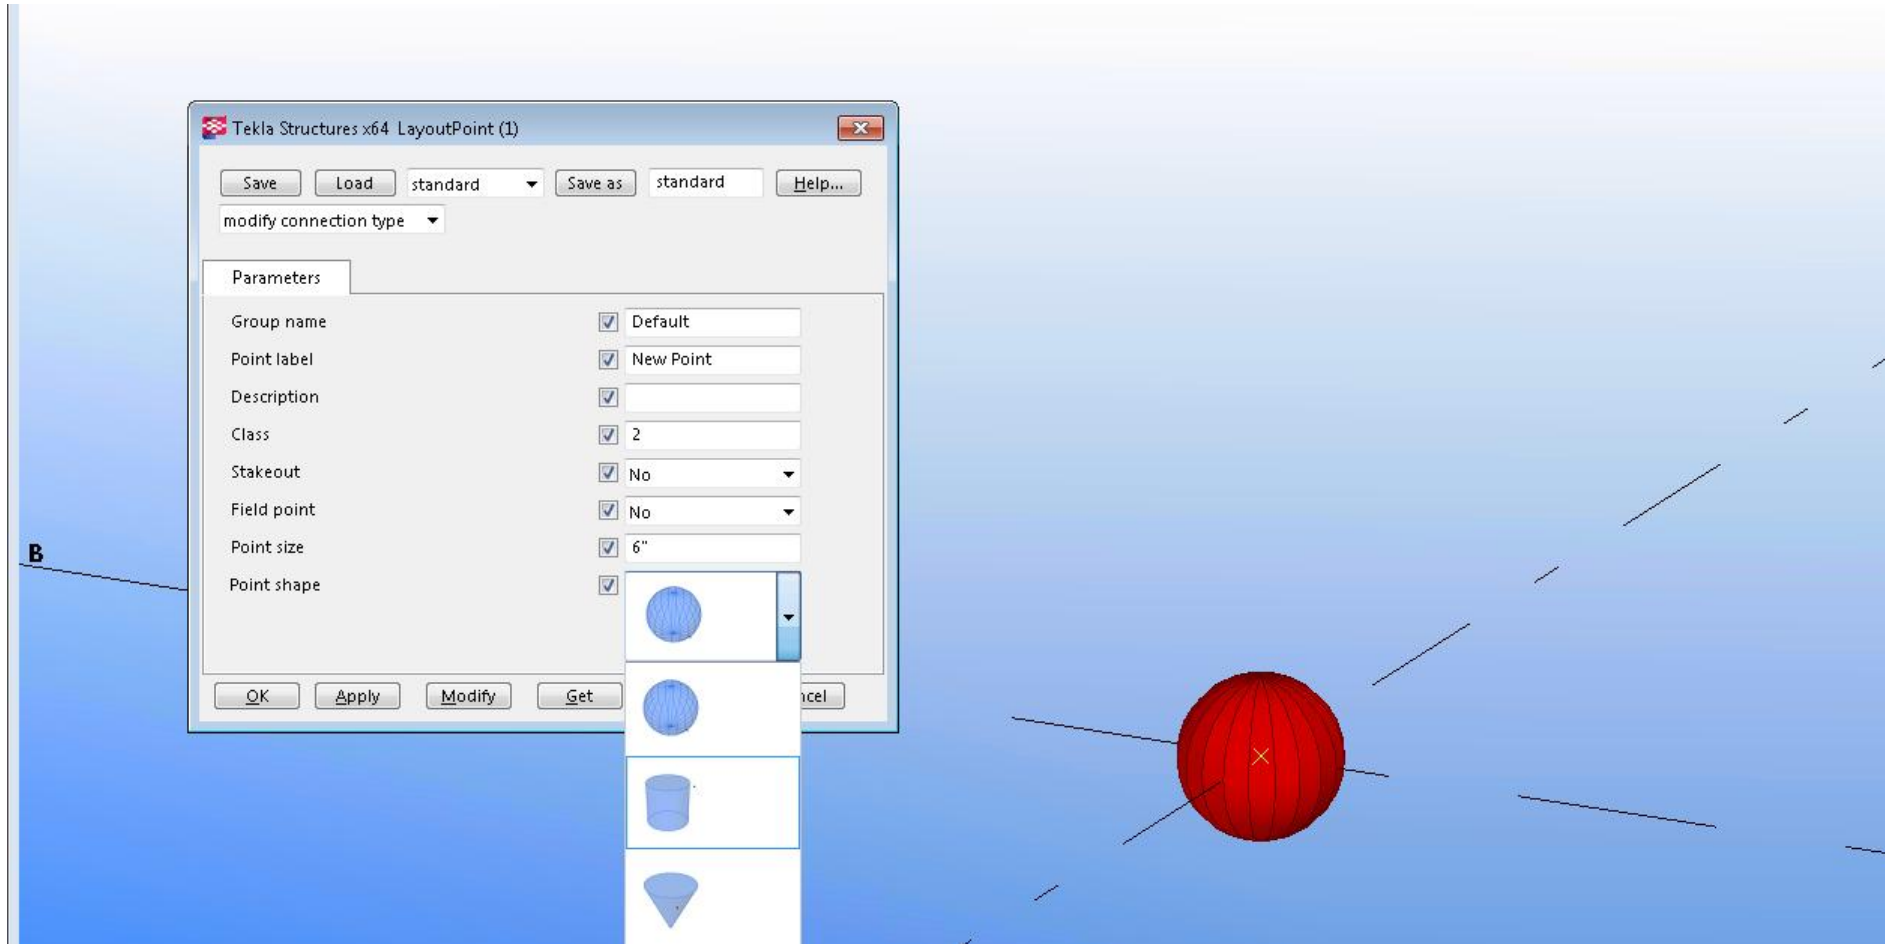 Tekla Structures x64 LayoutPoint (1)
Save Load standard Save as standard Help...
modify connection type
Parameters
Group name Default
Point label New Point
Description
Class 2
Stakeout No
Field point No
Point size 6"
Point shape
OK Apply Modify Get ncel
B